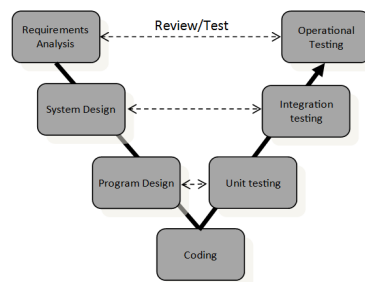 Requirements
Analysis
Review/Test
Operational
Testing
System Design
Integration
testing
Program Design
Unit testing
Coding